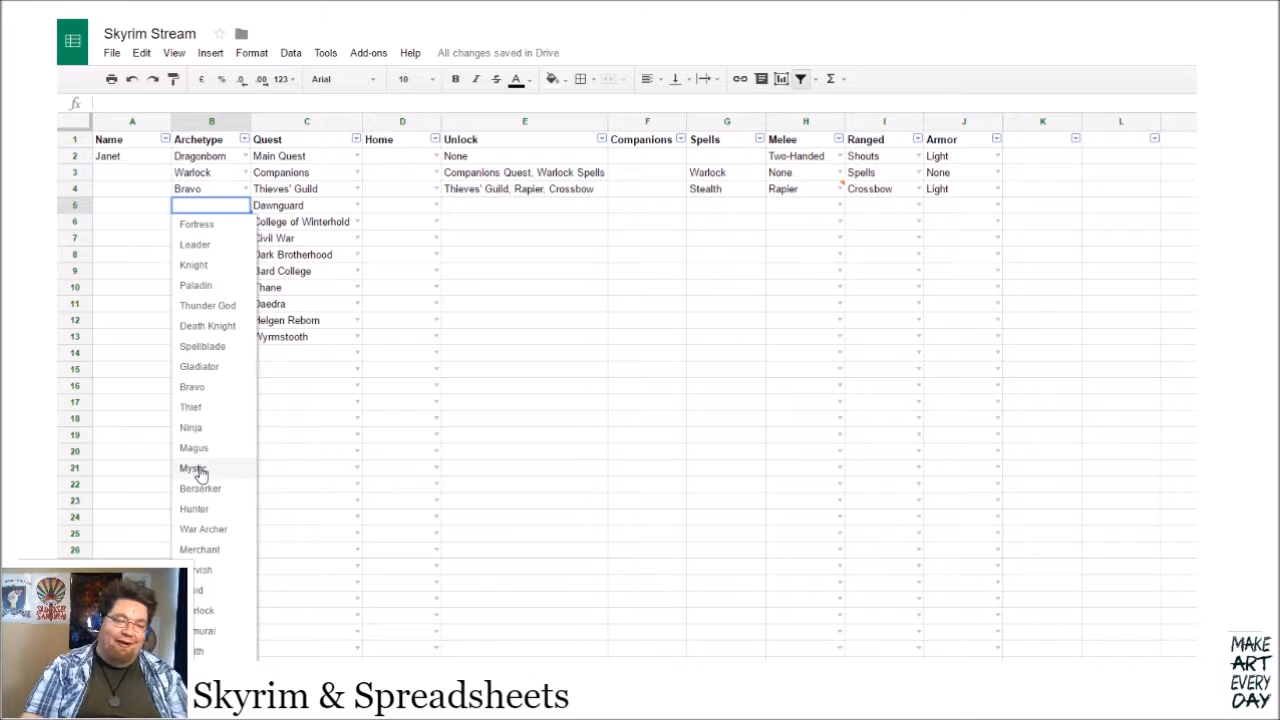 Skyrim Stream
File Edit View Insert Format Data Tools Add-ons Help All changes saved in Drive
£ % .0 .00 123 Arial 10 B I S A Σ
fx
A B C D E F G H I J K L
1 Name Archetype Quest Home Unlock Companions Spells Melee Ranged Armor
2 Janet Dragonborn Main Quest None Two-Handed Shouts Light
3 Warlock Companions Companions Quest, Warlock Spells Warlock None Spells None
4 Bravo Thieves' Guild Thieves' Guild, Rapier, Crossbow Stealth Rapier Crossbow Light
5 Dawnguard
6 College of Winterhold
7 Civil War
8 Dark Brotherhood
9 Bard College
10 Thane
11 Daedra
12 Helgen Reborn
13 Wyrmstooth
14
15
16
17
18
19
20
21
22
23
24
25
26
Fortress
Leader
Knight
Paladin
Thunder God
Death Knight
Spellblade
Gladiator
Bravo
Thief
Ninja
Magus
Mystic
Berserker
Hunter
War Archer
Merchant
Skyrim & Spreadsheets
MAKE
ART
EVERY
DAY